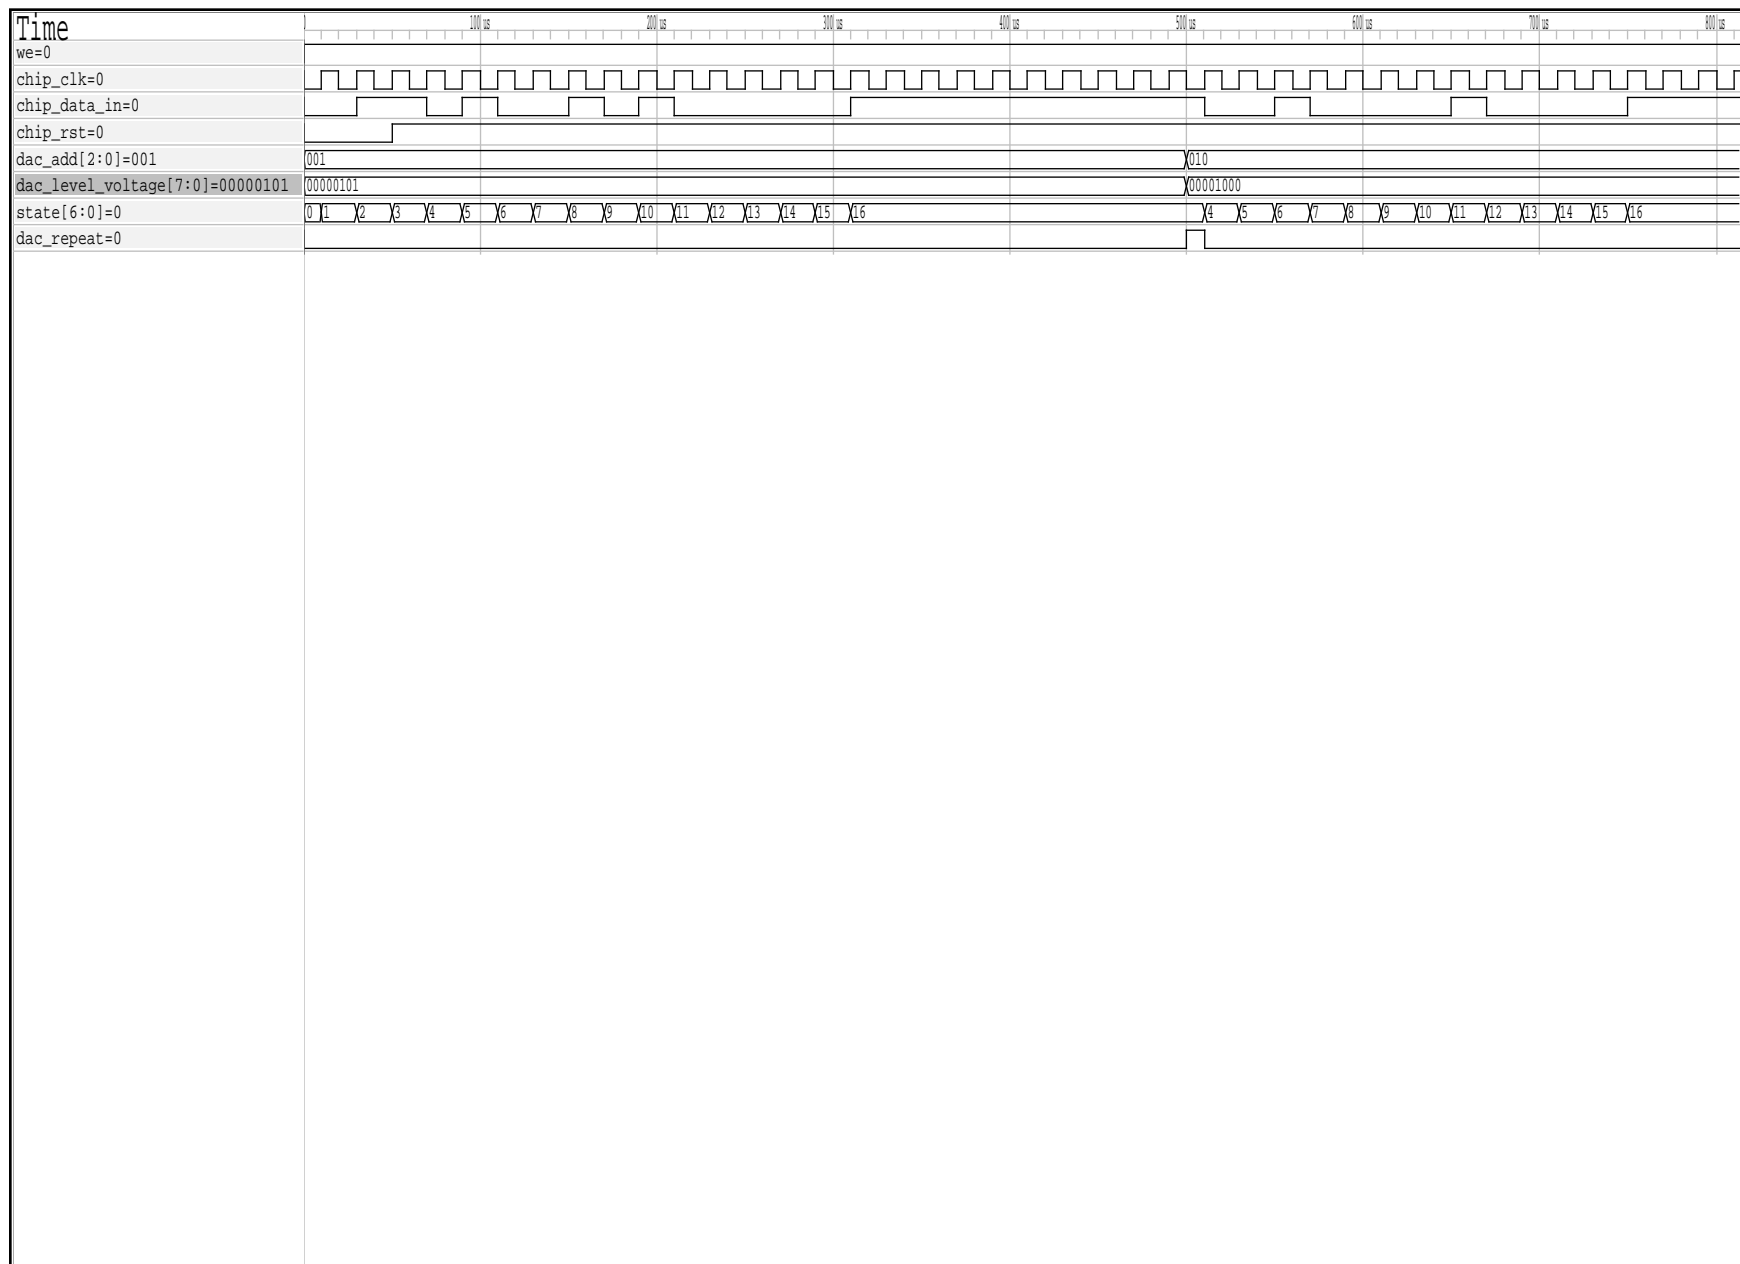 Time 100 us 200 us 300 us 400 us 500 us 600 us 700 us 800 us
we=0
chip_clk=0
chip_data_in=0
chip_rst=0
dac_add[2:0]=001 001 010
dac_level_voltage[7:0]=00000101 00000101 00001000
state[6:0]=0 0 1 2 3 4 5 6 7 8 9 10 11 12 13 14 15 16 4 5 6 7 8 9 10 11 12 13 14 15 16
dac_repeat=0